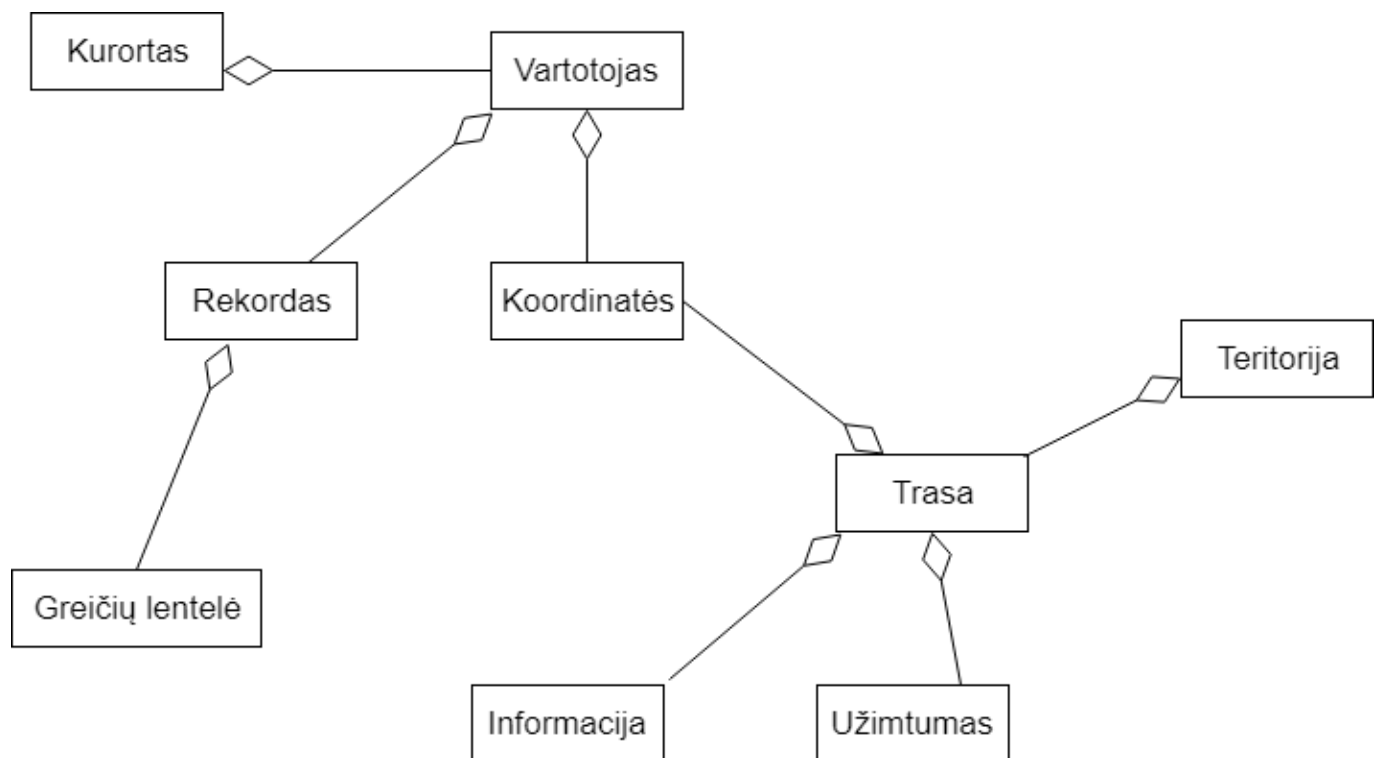 Kurortas
Vartotojas
Rekordas
Koordinatės
Teritorija
Trasa
Greičių lentelė
Informacija
Užimtumas